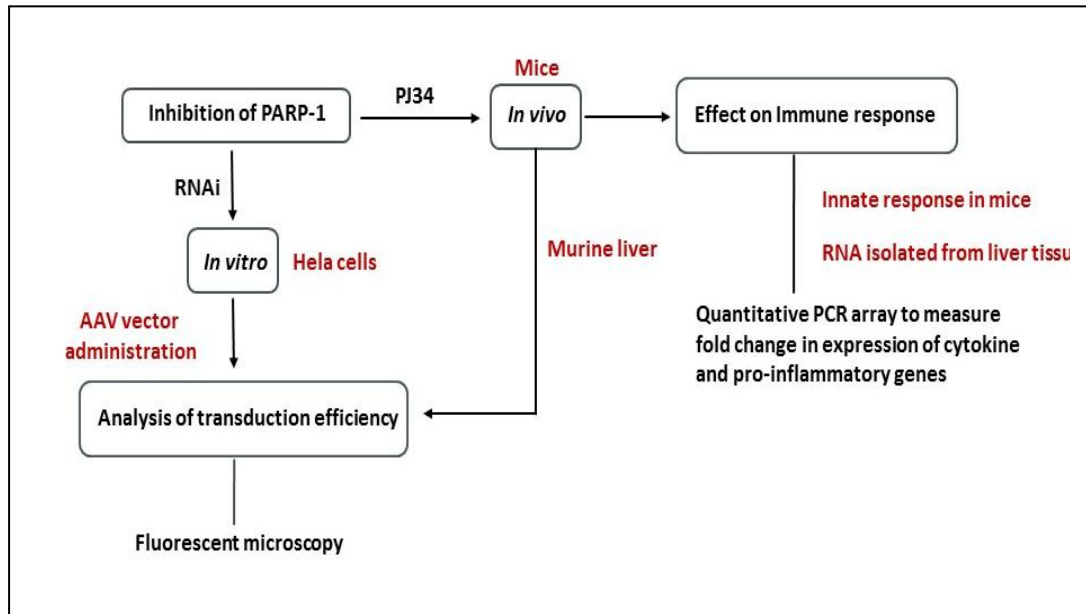 Mice
Inhibition of PARP-1
PJ34
In vivo
Effect on Immune response
RNAi
Innate response in mice
In vitro
Hela cells
Murine liver
RNA isolated from liver tissu
AAV vector
administration
Quantitative PCR array to measure
fold change in expression of cytokine
and pro-inflammatory genes
Analysis of transduction efficiency
Fluorescent microscopy